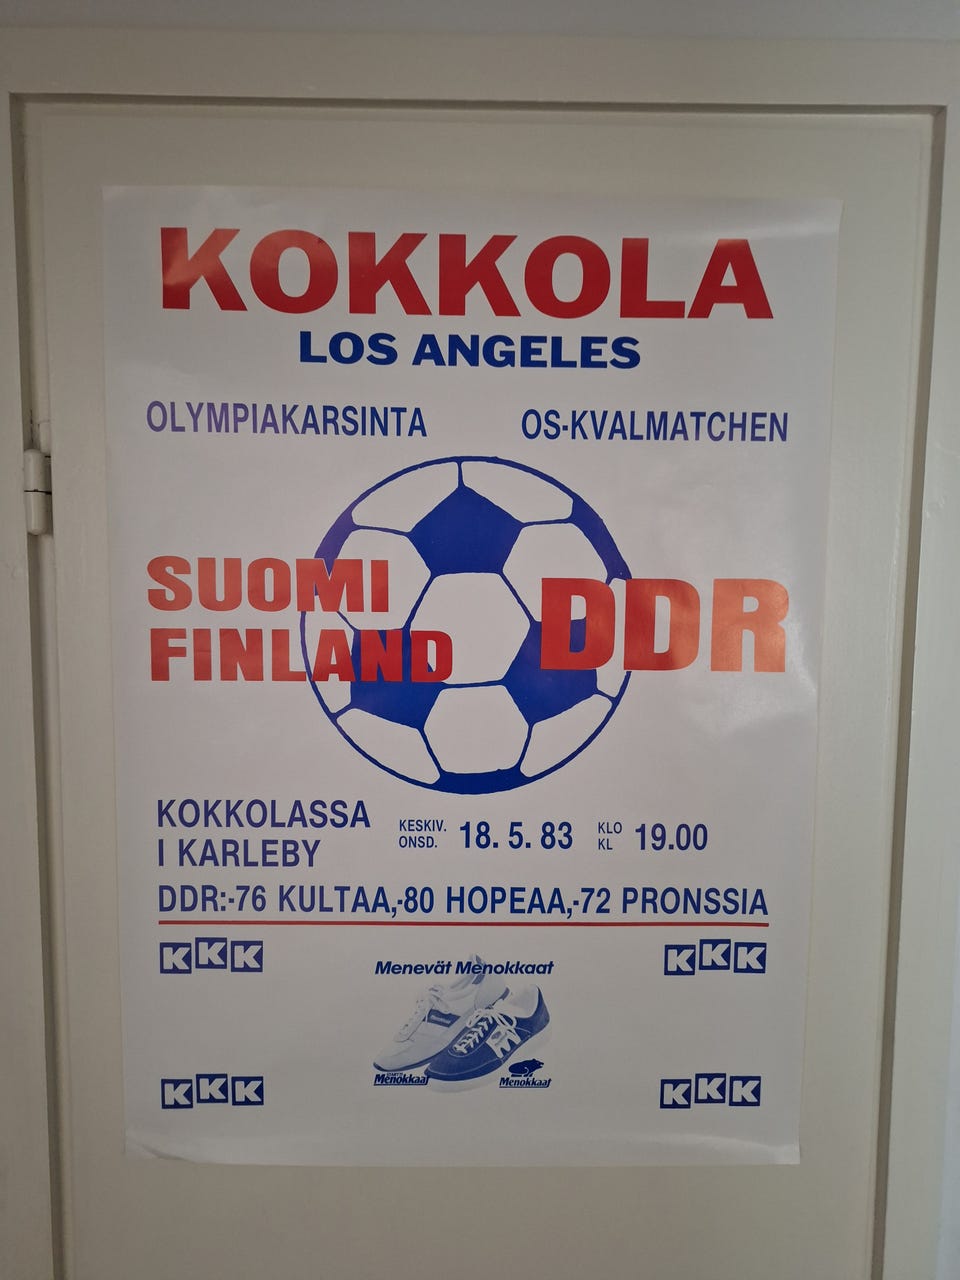 KOKKOLA
LOS ANGELES
OLYMPIAKARSINTA OS-KVALMATCHEN
SUOMI
FINLAND
DDR
KOKKOLASSA
I KARLEBY
KESKIV.
ONSD.
18. 5. 83
KLO
KL
19.00
DDR:-76 KULTAA,-80 HOPEAA,-72 PRONSSIA
KKK
Menevät Menokkaat
KKK
Menokkaat
Menokkaat
KKK
KKK